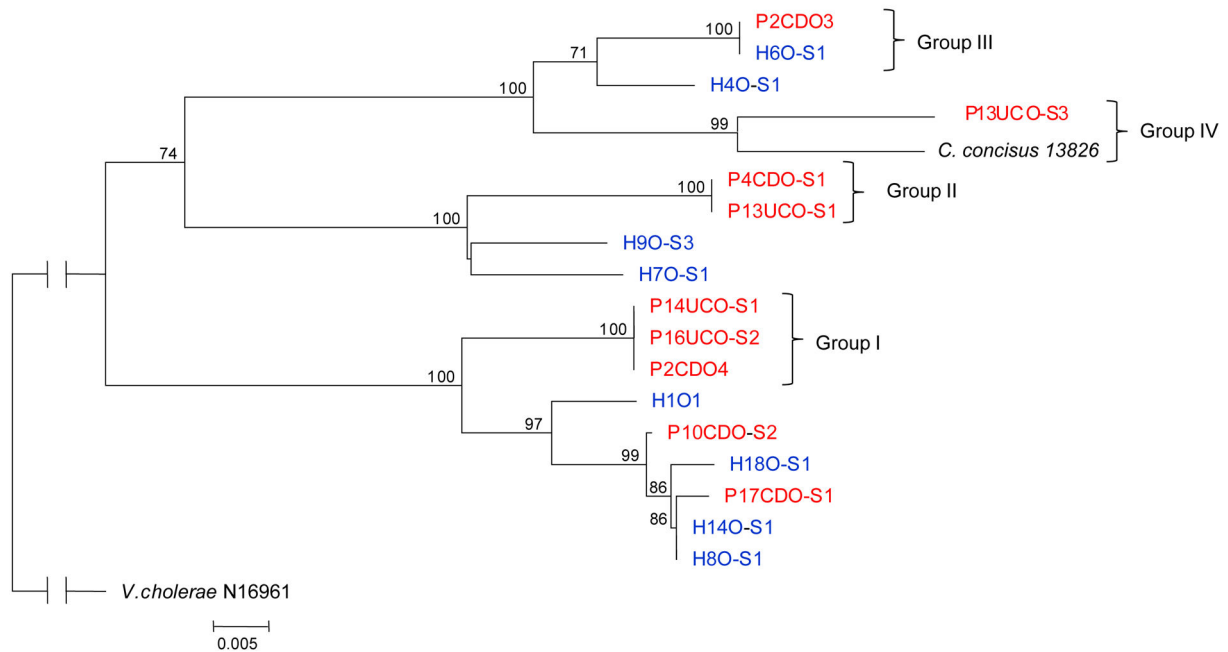 P2CDO3
100
H6O-S1
Group III
71
H4O-S1
100
P13UCO-S3
99
C. concisus 13826
Group IV
74
P4CDO-S1
100
P13UCO-S1
Group II
100
H9O-S3
H7O-S1
P14UCO-S1
100
P16UCO-S2
Group I
P2CDO4
100
H1O1
97
P10CDO-S2
99
H18O-S1
86
P17CDO-S1
86
H14O-S1
H8O-S1
V.cholerae N16961
0.005